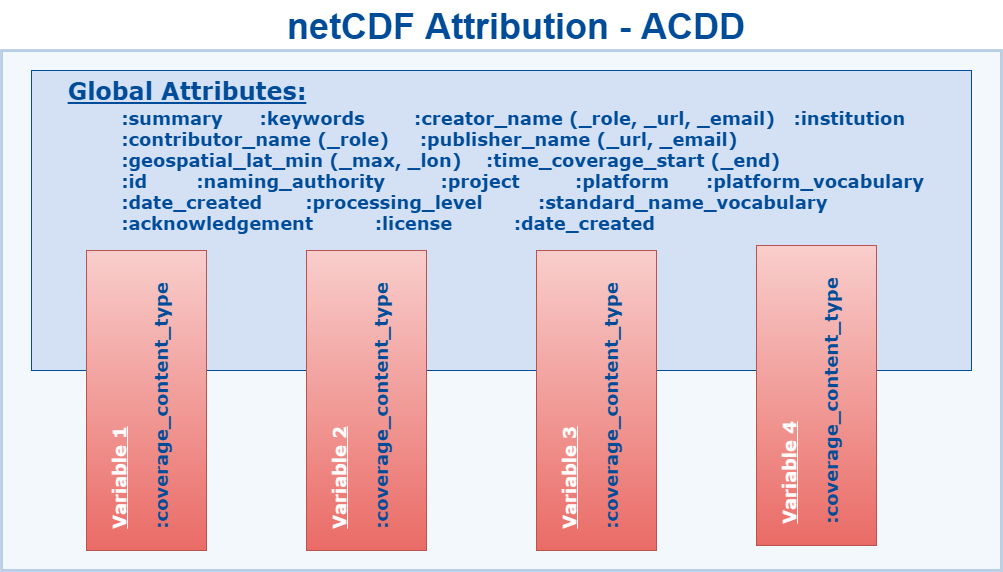 netCDF Attribution - ACDD
Global Attributes:
:summary :keywords :creator_name (_role, _url, _email) :institution
:contributor_name (_role) :publisher_name (_url, _email)
:geospatial_lat_min (_max, _lon) :time_coverage_start (_end)
:id :naming_authority :project :platform :platform_vocabulary
:date_created :processing_level :standard_name_vocabulary
:acknowledgement :license :date_created
Variable 1
:coverage_content_type
Variable 2
:coverage_content_type
Variable 3
:coverage_content_type
Variable 4
:coverage_content_type